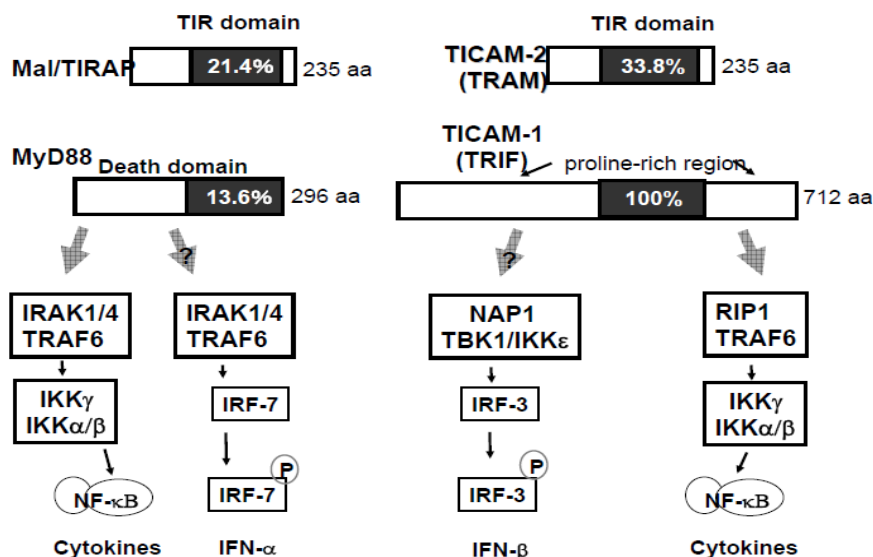 TIR domain
Mal/TIRAP
21.4%
235 aa
MyD88
Death domain
13.6%
296 aa
?
IRAK1/4
TRAF6
IKKγ
IKKα/β
NF-κB
Cytokines
IRAK1/4
TRAF6
IRF-7
P
IRF-7
IFN-α
TIR domain
TICAM-2
(TRAM)
33.8%
235 aa
TICAM-1
(TRIF)
proline-rich region
100%
712 aa
?
NAP1
TBK1/IKKε
IRF-3
P
IRF-3
IFN-β
RIP1
TRAF6
IKKγ
IKKα/β
NF-κB
Cytokines